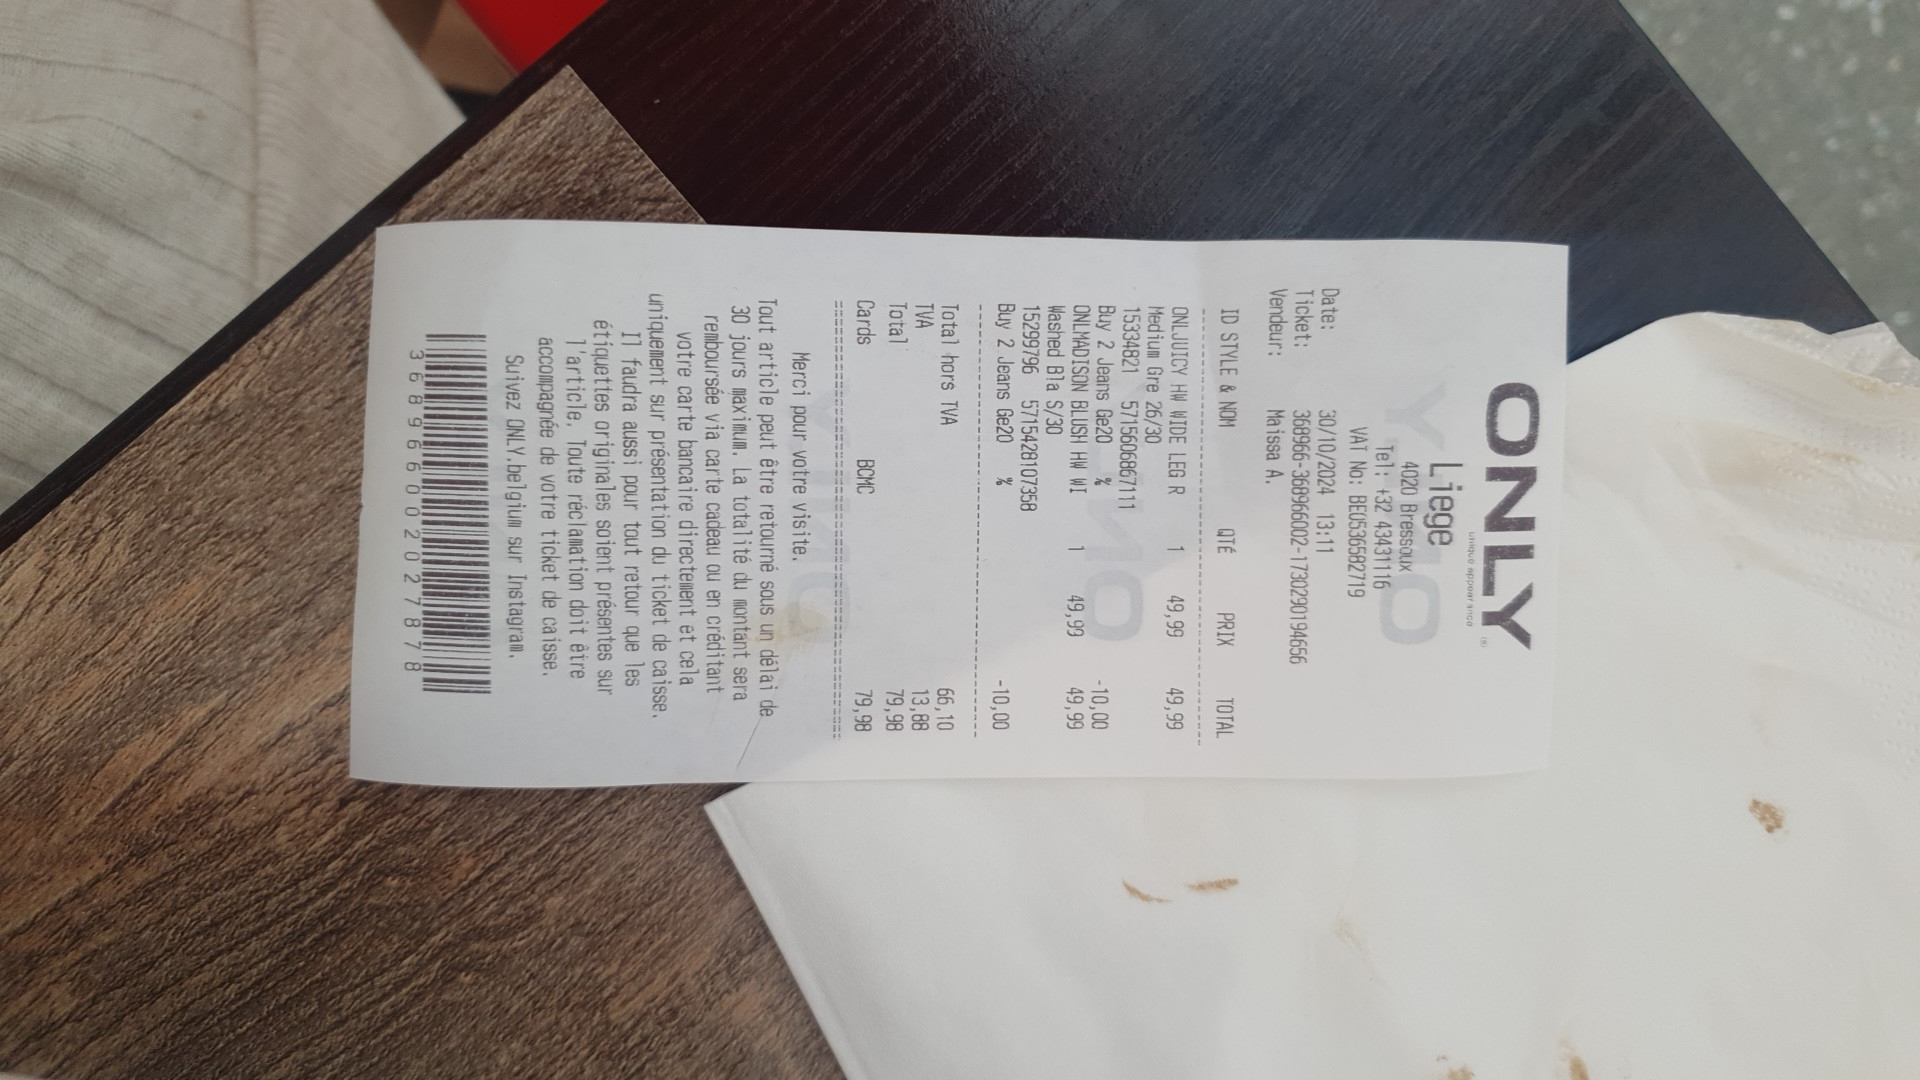 ONLY
unique apparance ®
Liege
4020 Bressoux
Tel: +32 43431116
VAT No: BE0536582719
Date: 30/10/2024 13:11
Ticket: 368966-368966002-1730290194656
Vendeur: Maissa A.
ID STYLE & NOM QTÉ PRIX TOTAL
ONLJUICY HW WIDE LEG R 1 49,99 49,99
Medium Gre 26/30
15334821 5715606867111
Buy 2 Jeans Ge20 % -10,00
ONLMADISON BLUSH HW WI 1 49,99 49,99
Washed Bla S/30
15299796 5715428107358
Buy 2 Jeans Ge20 % -10,00
Total hors TVA 66,10
TVA 13,88
Total 79,98
Cards BCMC 79,98
Merci pour votre visite.
Tout article peut être retourné sous un délai de
30 jours maximum. La totalité du montant sera
remboursée via carte cadeau ou en créditant
votre carte bancaire directement et cela
uniquement sur présentation du ticket de caisse.
Il faudra aussi pour tout retour que les
étiquettes originales soient présentes sur
l'article. Toute réclamation doit être
accompagnée de votre ticket de caisse.
Suivez ONLY.belgium sur Instagram.
368966002027878